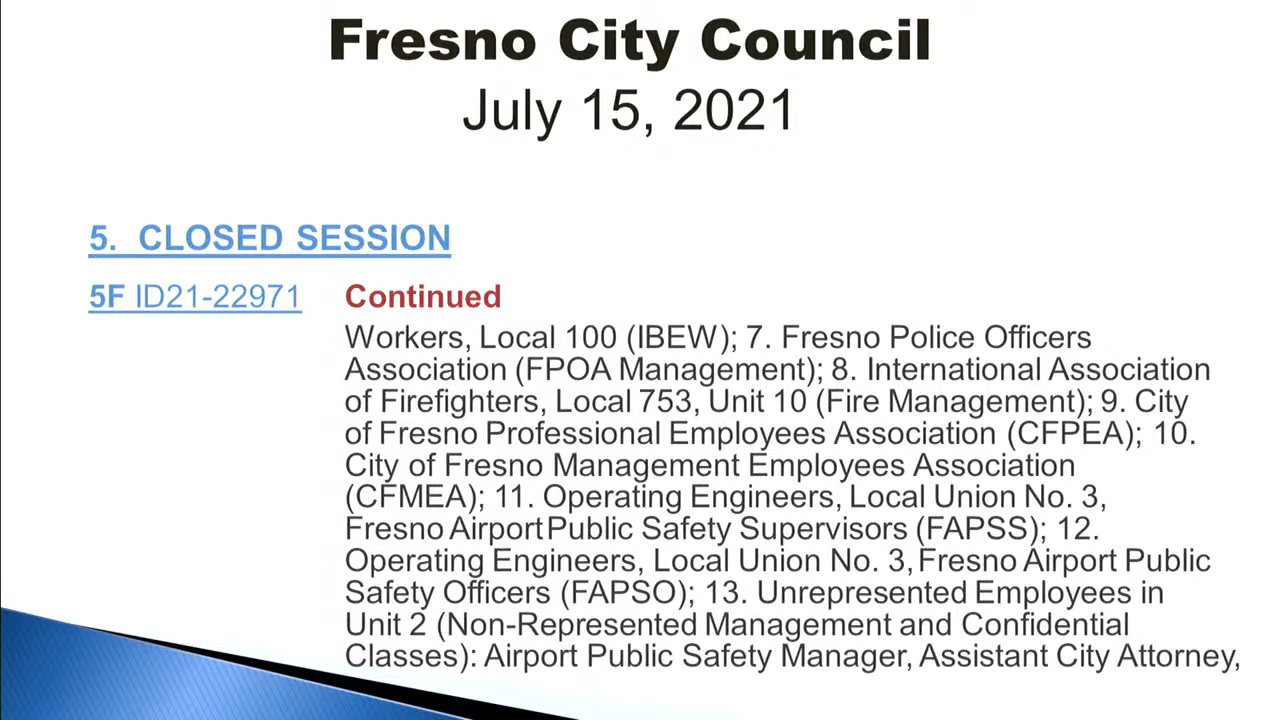 Fresno City Council
July 15, 2021
5. CLOSED SESSION
5F ID21-22971 Continued
Workers, Local 100 (IBEW); 7. Fresno Police Officers
Association (FPOA Management); 8. International Association
of Firefighters, Local 753, Unit 10 (Fire Management); 9. City
of Fresno Professional Employees Association (CFPEA); 10.
City of Fresno Management Employees Association
(CFMEA); 11. Operating Engineers, Local Union No. 3,
Fresno Airport Public Safety Supervisors (FAPSS); 12.
Operating Engineers, Local Union No. 3, Fresno Airport Public
Safety Officers (FAPSO); 13. Unrepresented Employees in
Unit 2 (Non-Represented Management and Confidential
Classes): Airport Public Safety Manager, Assistant City Attorney,